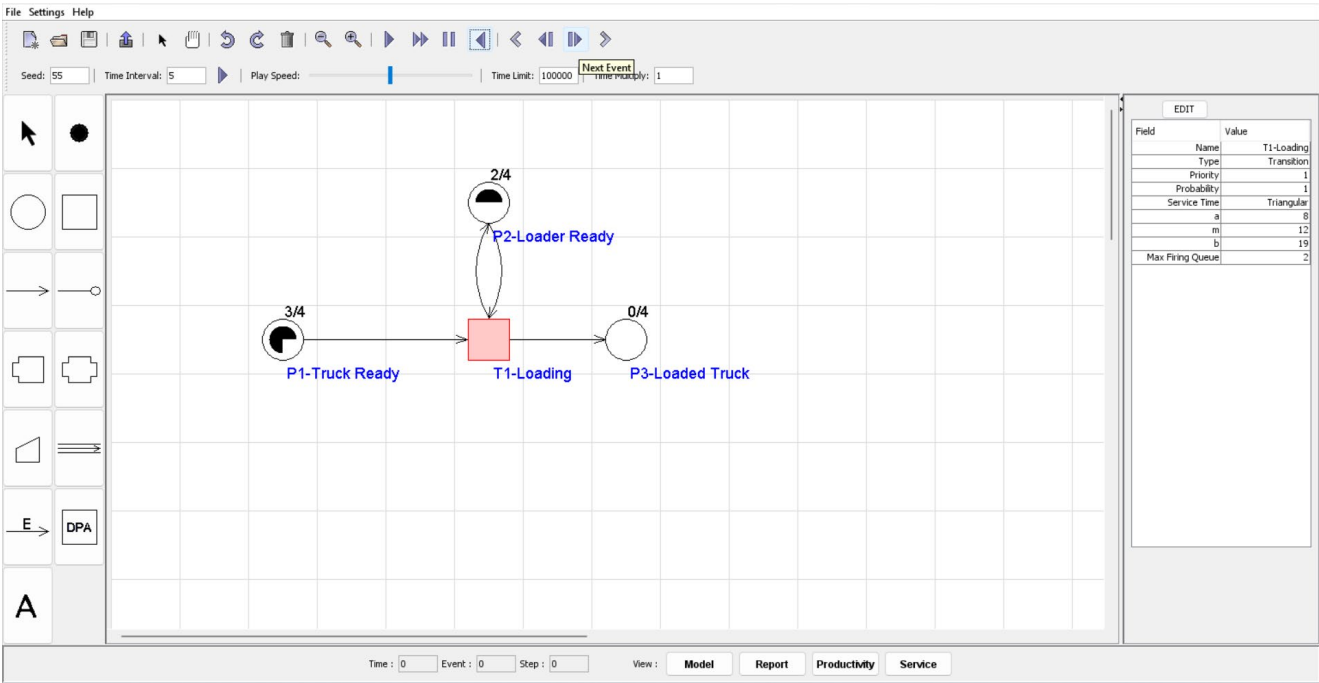 File Settings Help
Seed: 55 Time Interval: 5 Play Speed: Time Limit: 100000 Time Multiply: 1
Next Event
EDIT
Field Value
Name T1-Loading
Type Transition
Priority 1
Probability 1
Service Time Triangular
a 8
m 12
b 19
Max Firing Queue 2
2/4
P2-Loader Ready
3/4
0/4
P1-Truck Ready
T1-Loading
P3-Loaded Truck
E
DPA
A
Time : 0 Event : 0 Step : 0 View : Model Report Productivity Service